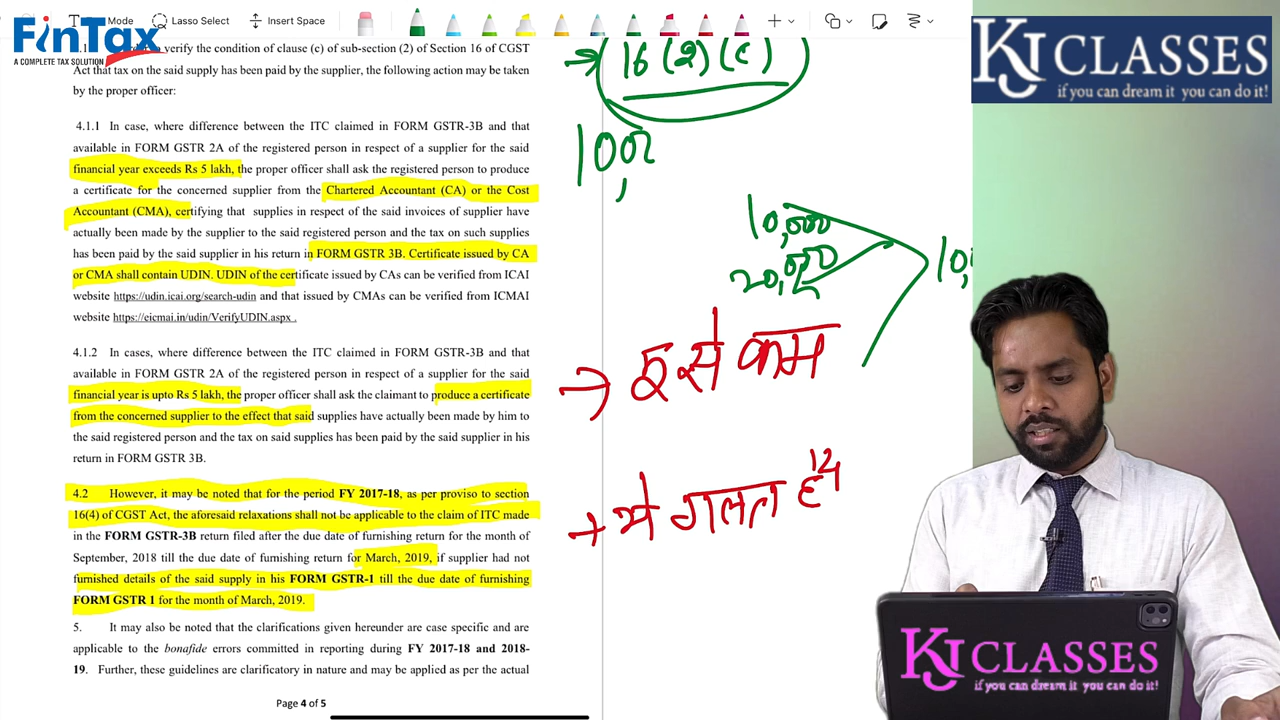 T
Mode
Lasso Select
Insert Space
FinTax
A COMPLETE TAX SOLUTION
verify the condition of clause (c) of sub-section (2) of Section 16 of CGST
Act that tax on the said supply has been paid by the supplier, the following action may be taken
by the proper officer:
4.1.1 In case, where difference between the ITC claimed in FORM GSTR-3B and that
available in FORM GSTR 2A of the registered person in respect of a supplier for the said
financial year exceeds Rs 5 lakh, the proper officer shall ask the registered person to produce
a certificate for the concerned supplier from the Chartered Accountant (CA) or the Cost
Accountant (CMA), certifying that supplies in respect of the said invoices of supplier have
actually been made by the supplier to the said registered person and the tax on such supplies
has been paid by the said supplier in his return in FORM GSTR 3B. Certificate issued by CA
or CMA shall contain UDIN. UDIN of the certificate issued by CAs can be verified from ICAI
website https://udin.icai.org/search-udin and that issued by CMAs can be verified from ICMAI
website https://eicmai.in/udin/VerifyUDIN.aspx .
4.1.2 In cases, where difference between the ITC claimed in FORM GSTR-3B and that
available in FORM GSTR 2A of the registered person in respect of a supplier for the said
financial year is upto Rs 5 lakh, the proper officer shall ask the claimant to produce a certificate
from the concerned supplier to the effect that said supplies have actually been made by him to
the said registered person and the tax on said supplies has been paid by the said supplier in his
return in FORM GSTR 3B.
4.2 However, it may be noted that for the period FY 2017-18, as per proviso to section
16(4) of CGST Act, the aforesaid relaxations shall not be applicable to the claim of ITC made
in the FORM GSTR-3B return filed after the due date of furnishing return for the month of
September, 2018 till the due date of furnishing return for March, 2019, if supplier had not
furnished details of the said supply in his FORM GSTR-1 till the due date of furnishing
FORM GSTR 1 for the month of March, 2019.
5. It may also be noted that the clarifications given hereunder are case specific and are
applicable to the bonafide errors committed in reporting during FY 2017-18 and 2018-
19. Further, these guidelines are clarificatory in nature and may be applied as per the actual
Page 4 of 5
→ 16 (2) (c)
10,000
20,000
10,
→ 5 से कम
→ ये गलत है
KJ CLASSES
if you can dream it you can do it!
KJ CLASSES
if you can dream it you can do it!